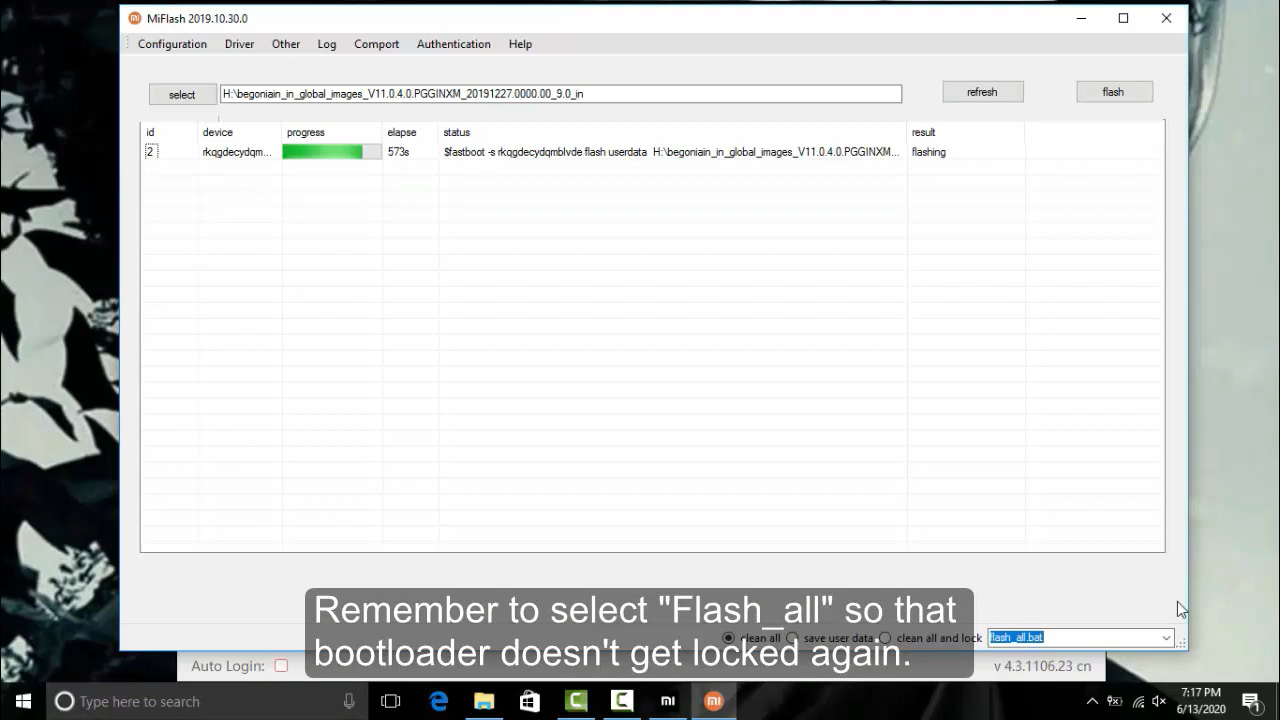 MiFlash 2019.10.30.0
Configuration Driver Other Log Comport Authentication Help
select H:\begoniain_in_global_images_V11.0.4.0.PGGINXM_20191227.0000.00_9.0_in refresh flash
id device progress elapse status result
2 rkqgdecydqm... 573s $fastboot -s rkqgdecydqmblvde flash userdata H:\begoniain_in_global_images_V11.0.4.0.PGGINXM... flashing
Remember to select "Flash_all" so that
bootloader doesn't get locked again.
clean all save user data clean all and lock flash_all.bat
Auto Login: v 4.3.1106.23 cn
Type here to search
7:17 PM
6/13/2020
1